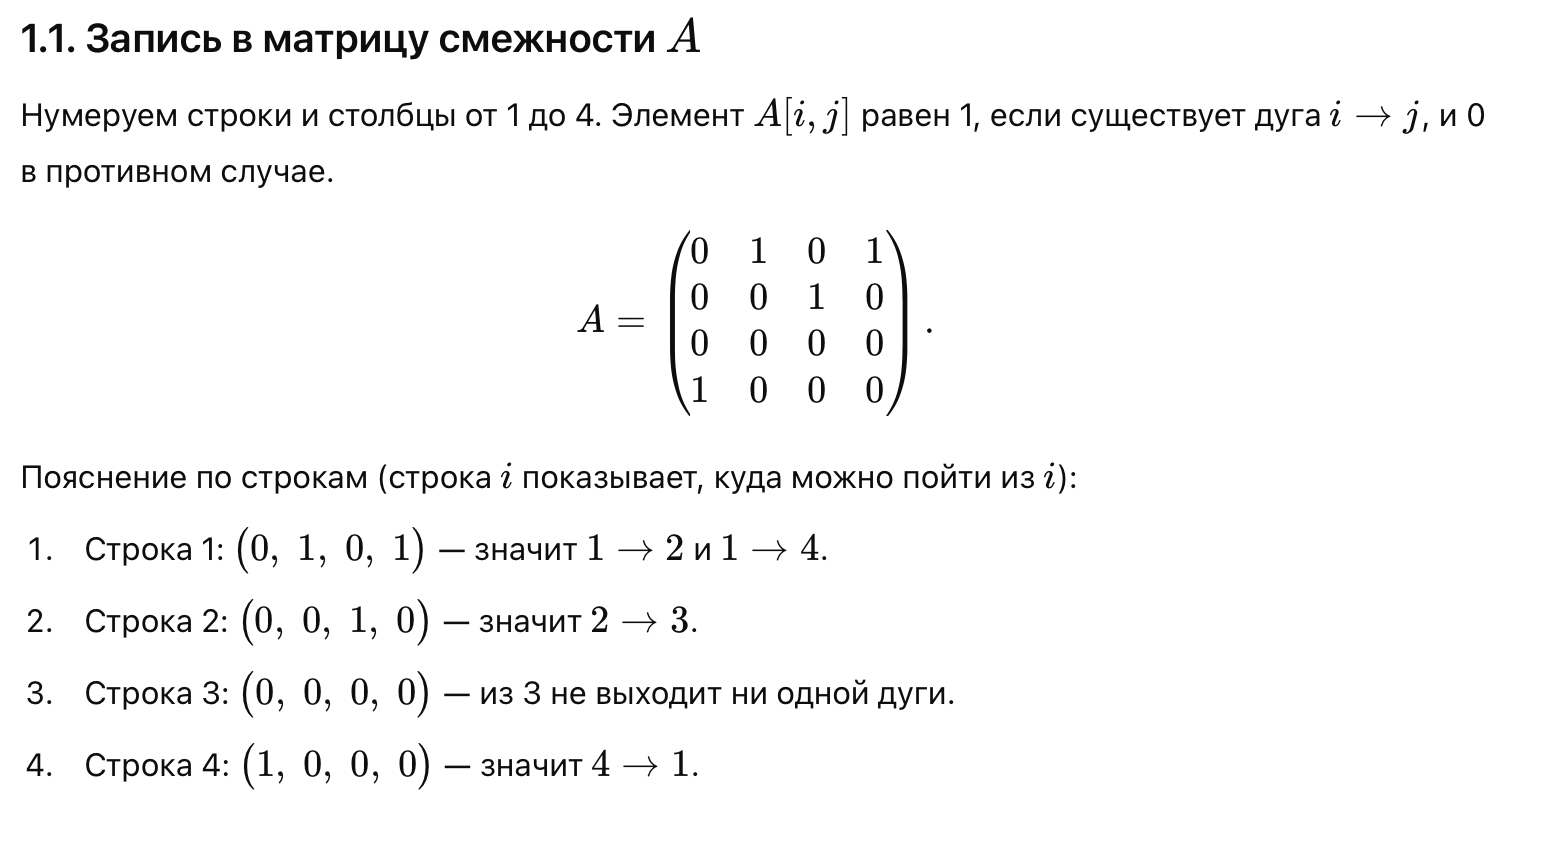 1.1. Запись в матрицу смежности A
Нумеруем строки и столбцы от 1 до 4. Элемент A[i, j] равен 1, если существует дуга i → j, и 0
в противном случае.
A = (0 1 0 1
0 0 1 0
0 0 0 0
1 0 0 0).
Пояснение по строкам (строка i показывает, куда можно пойти из i):
1. Строка 1: (0, 1, 0, 1) — значит 1 → 2 и 1 → 4.
2. Строка 2: (0, 0, 1, 0) — значит 2 → 3.
3. Строка 3: (0, 0, 0, 0) — из 3 не выходит ни одной дуги.
4. Строка 4: (1, 0, 0, 0) — значит 4 → 1.